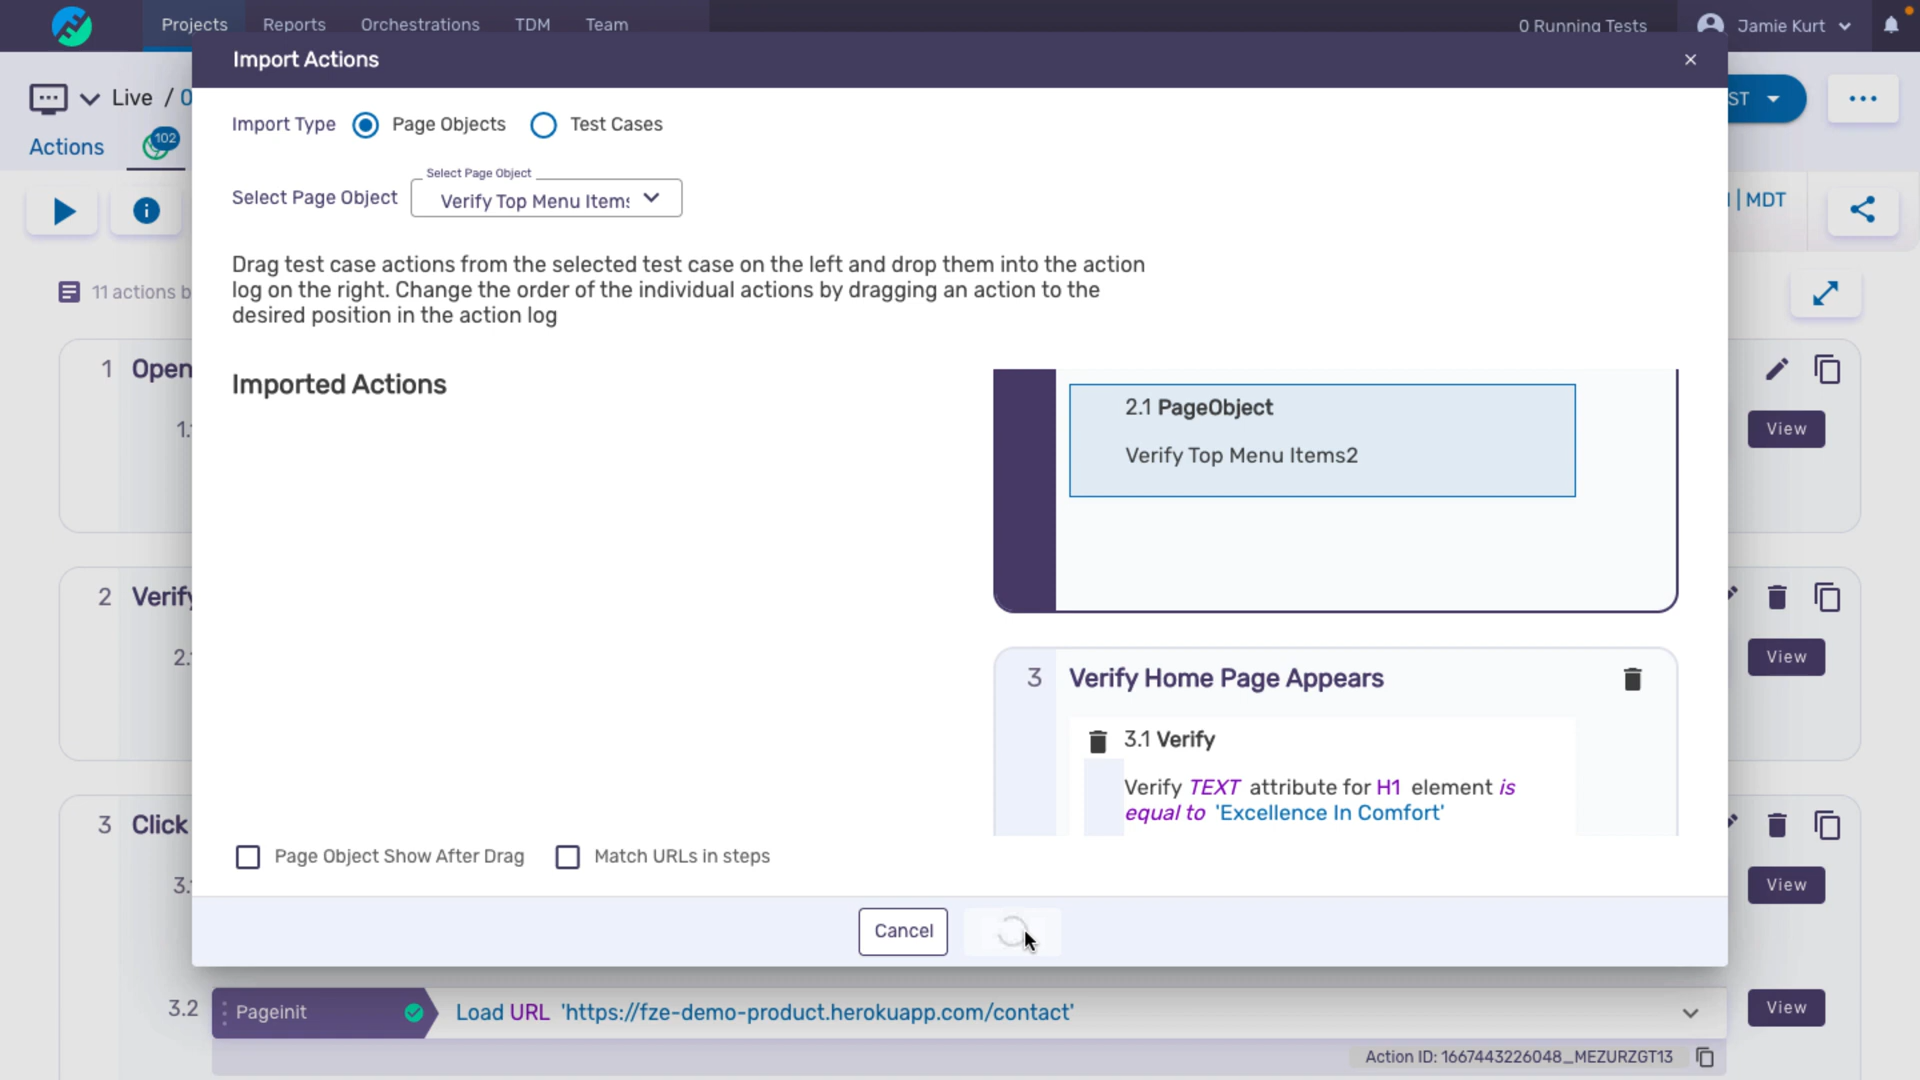 Projects
Reports
Orchestrations
TDM
Team
0 Running Tests
Jamie Kurt
Import Actions
Live /
ST
Import Type
Page Objects
Test Cases
Actions
102
Select Page Object
Select Page Object
Verify Top Menu Items
| MDT
Drag test case actions from the selected test case on the left and drop them into the action
log on the right. Change the order of the individual actions by dragging an action to the
desired position in the action log
11 actions
1 Open
1.
View
Imported Actions
2.1 PageObject
Verify Top Menu Items2
2 Verify
2.
View
3 Verify Home Page Appears
3.1 Verify
Verify TEXT attribute for H1 element is
equal to 'Excellence In Comfort'
3 Click
3.
View
Page Object Show After Drag
Match URLs in steps
Cancel
3.2 Pageinit
Load URL 'https://fze-demo-product.herokuapp.com/contact'
View
Action ID: 1667443226048_MEZURZGT13